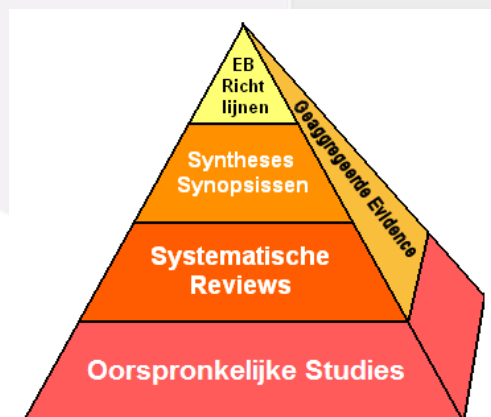 EB
Richt
lijnen
Geaggregeerde Evidence
Syntheses
Synopsissen
Systematische
Reviews
Oorspronkelijke Studies